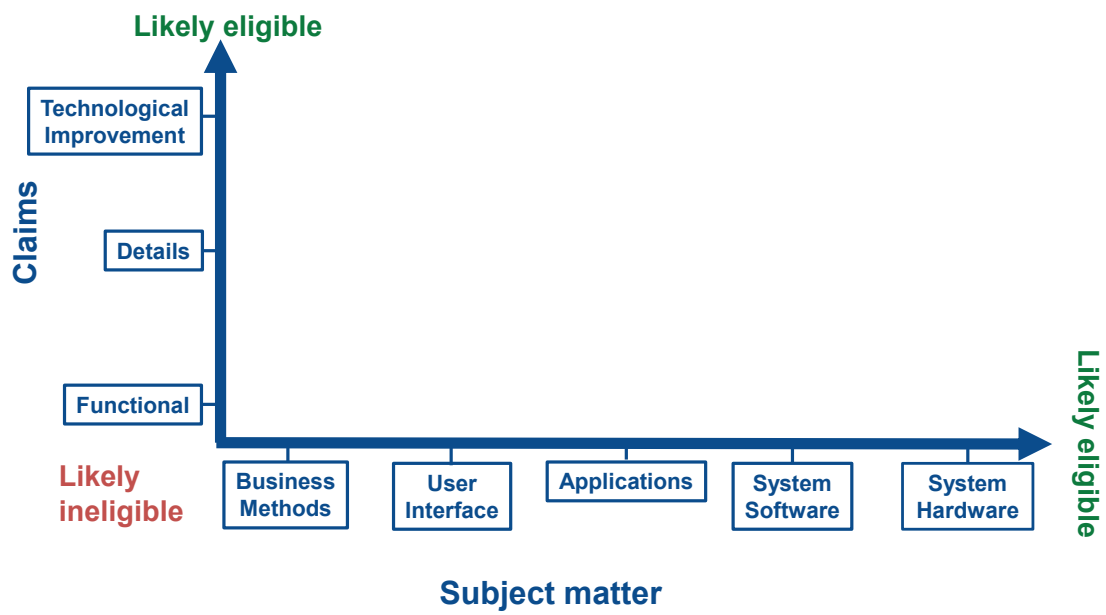 Likely eligible
Technological
Improvement
Claims
Details
Functional
Likely eligible
Likely
ineligible
Business
Methods
User
Interface
Applications
System
Software
System
Hardware
Subject matter